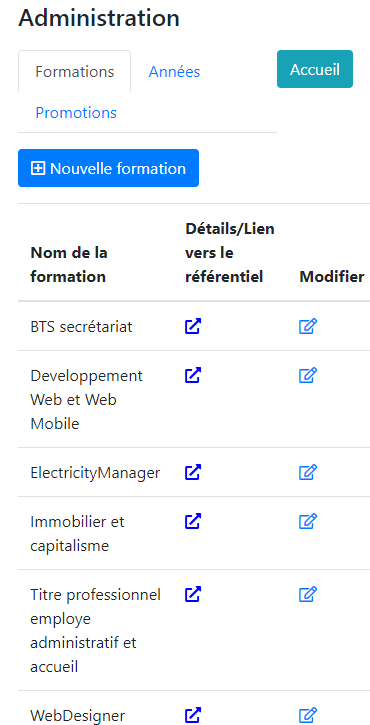 Administration
Formations
Années
Accueil
Promotions
Nouvelle formation
Nom de la
formation
Détails/Lien
vers le
référentiel
Modifier
BTS secrétariat
Developpement
Web et Web
Mobile
ElectricityManager
Immobilier et
capitalisme
Titre professionnel
employe
administratif et
accueil
WebDesigner